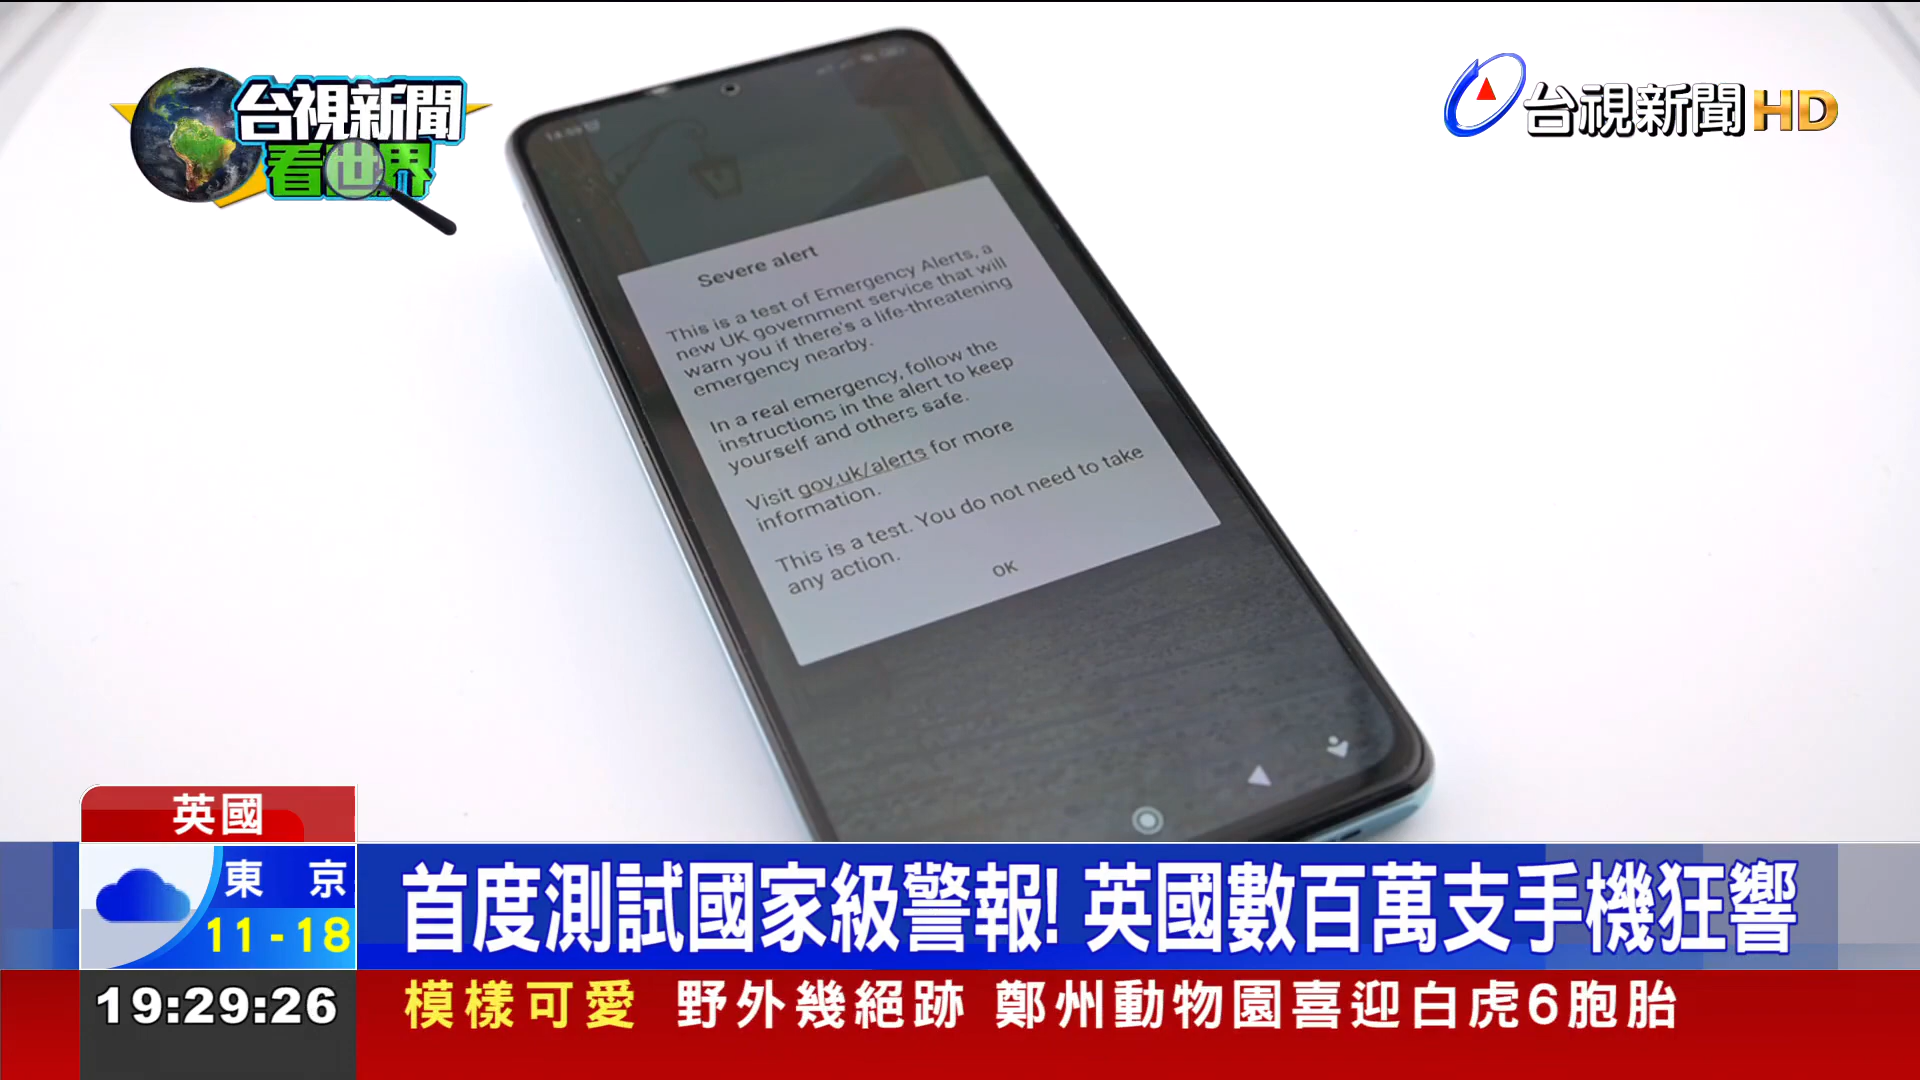 台視新聞
看世界
台視新聞HD
Severe alert
This is a test of Emergency Alerts, a
new UK government service that will
warn you if there's a life-threatening
emergency nearby.
In a real emergency, follow the
instructions in the alert to keep
yourself and others safe.
Visit gov.uk/alerts for more
information.
This is a test. You do not need to take
any action.
OK
英國
東 京
11-18
首度測試國家級警報! 英國數百萬支手機狂響
19:29:26
模樣可愛 野外幾絕跡 鄭州動物園喜迎白虎6胞胎